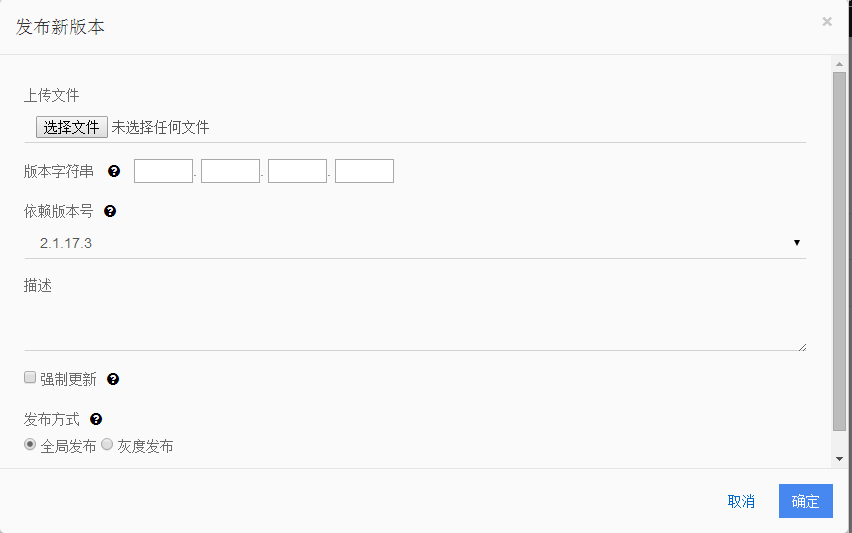 发布新版本 ×
上传文件
选择文件 未选择任何文件
版本字符串 ? . . .
依赖版本号 ?
2.1.17.3
描述
强制更新 ?
发布方式 ?
全局发布 灰度发布
取消 确定